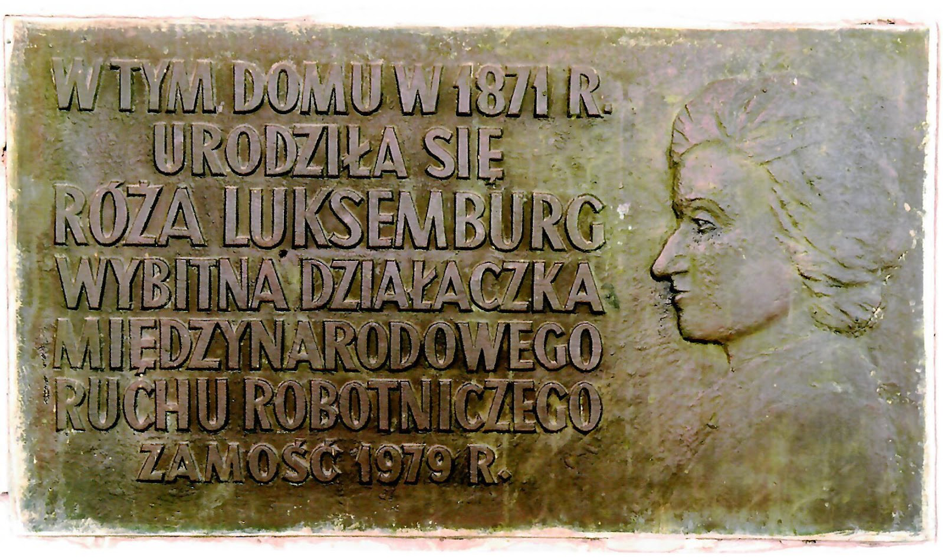 W TYM DOMU W 1871 R.
URODZIŁA SIĘ
RÓŻA LUKSEMBURG
WYBITNA DZIAŁACZKA
MIĘDZYNARODOWEGO
RUCHU ROBOTNICZEGO
ZAMOŚĆ 1979 R.